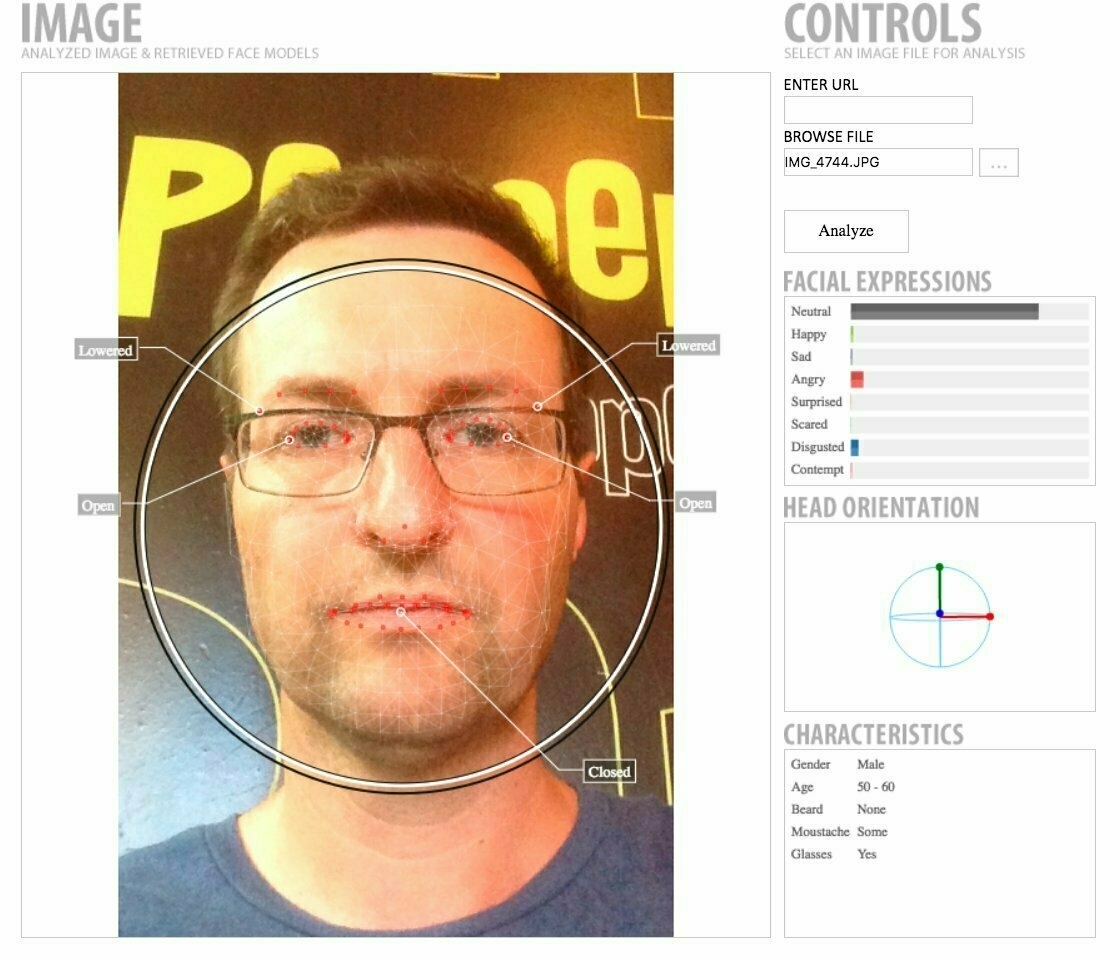 IMAGE
ANALYZED IMAGE & RETRIEVED FACE MODELS
Lowered
Lowered
Open
Open
Closed
CONTROLS
SELECT AN IMAGE FILE FOR ANALYSIS
ENTER URL
BROWSE FILE
IMG_4744.JPG
...
Analyze
FACIAL EXPRESSIONS
Neutral
Happy
Sad
Angry
Surprised
Scared
Disgusted
Contempt
HEAD ORIENTATION
CHARACTERISTICS
Gender Male
Age 50 - 60
Beard None
Moustache Some
Glasses Yes